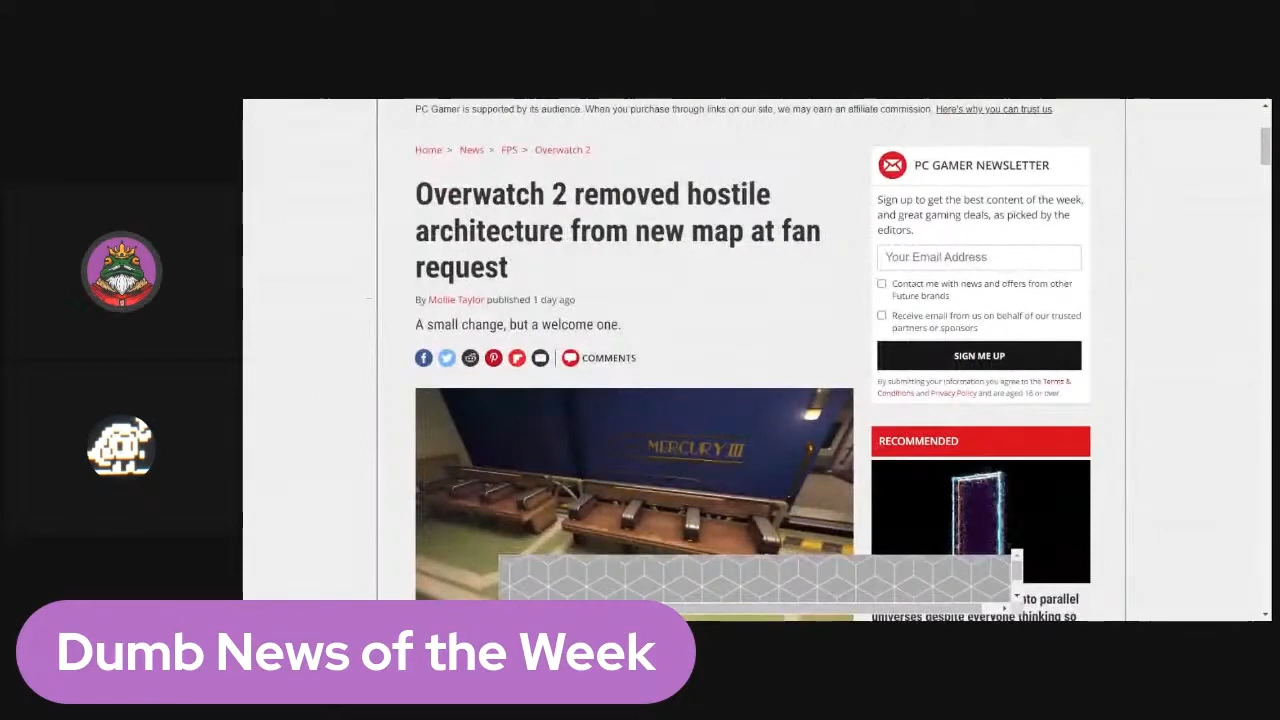 PC Gamer is supported by its audience. When you purchase through links on our site, we may earn an affiliate commission. Here's why you can trust us.
Home > News > FPS > Overwatch 2
Overwatch 2 removed hostile
architecture from new map at fan
request
By Mollie Taylor published 1 day ago
A small change, but a welcome one.
COMMENTS
MERCURY III
PC GAMER NEWSLETTER
Sign up to get the best content of the week,
and great gaming deals, as picked by the
editors.
Your Email Address
Contact me with news and offers from other
Future brands
Receive email from us on behalf of our trusted
partners or sponsors
SIGN ME UP
By submitting your information you agree to the Terms &
Conditions and Privacy Policy and are aged 16 or over.
RECOMMENDED
nto parallel
universes despite everyone thinking so
Dumb News of the Week